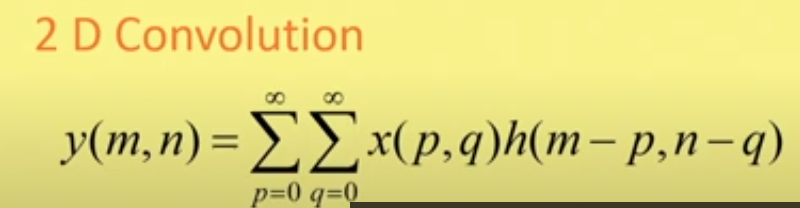 2 D Convolution
y(m,n) = ∑_{p=0}^{∞} ∑_{q=0}^{∞} x(p,q)h(m − p,n − q)